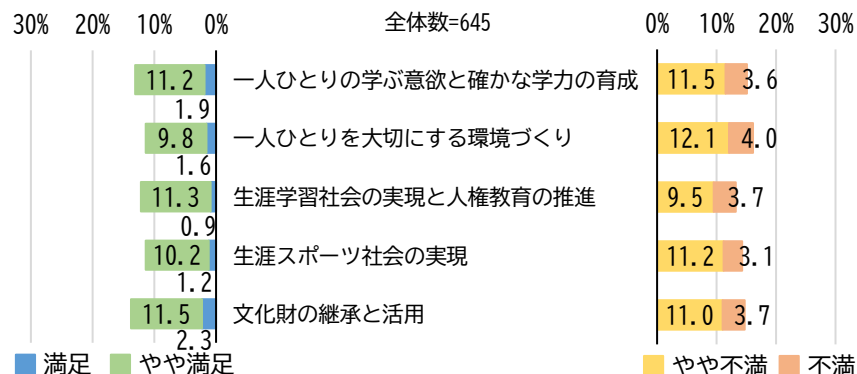 30% 20% 10% 0% 全体数=645 0% 10% 20% 30%
11.2 一人ひとりの学ぶ意欲と確かな学力の育成 11.5 3.6
1.9
9.8 一人ひとりを大切にする環境づくり 12.1 4.0
1.6
11.3 生涯学習社会の実現と人権教育の推進 9.5 3.7
0.9
10.2 生涯スポーツ社会の実現 11.2 3.1
1.2
11.5 文化財の継承と活用 11.0 3.7
2.3
満足 やや満足 やや不満 不満